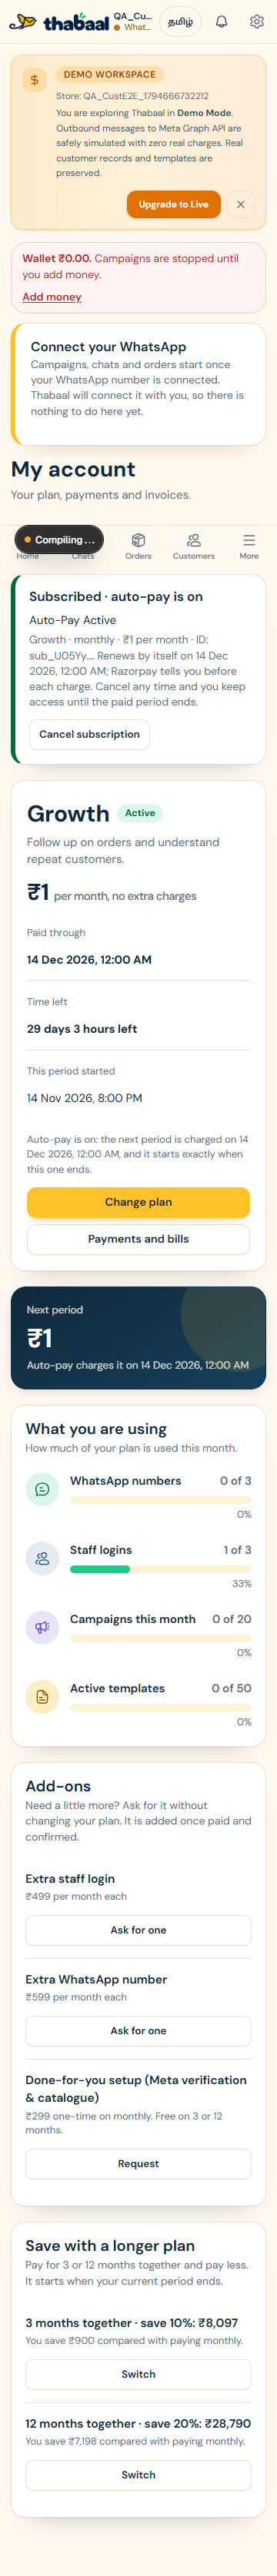 thabaal
QA_Cu...
What...
தமிழ்
DEMO WORKSPACE
Store: QA_CustE2E_1794666732212
You are exploring Thabaal in Demo Mode.
Outbound messages to Meta Graph API are
safely simulated with zero real charges. Real
customer records and templates are
preserved.
Upgrade to Live
Wallet ₹0.00. Campaigns are stopped until
you add money.
Add money
Connect your WhatsApp
Campaigns, chats and orders start once
your WhatsApp number is connected.
Thabaal will connect it with you, so there is
nothing to do here yet.
My account
Your plan, payments and invoices.
Compiling ...
Home
Chats
Orders
Customers
More
Subscribed · auto-pay is on
Auto-Pay Active
Growth · monthly · ₹1 per month · ID:
sub_U05Yy.... Renews by itself on 14 Dec
2026, 12:00 AM; Razorpay tells you before
each charge. Cancel any time and you keep
access until the paid period ends.
Cancel subscription
Growth
Active
Follow up on orders and understand
repeat customers.
₹1 per month, no extra charges
Paid through
14 Dec 2026, 12:00 AM
Time left
29 days 3 hours left
This period started
14 Nov 2026, 8:00 PM
Auto-pay is on: the next period is charged on 14
Dec 2026, 12:00 AM, and it starts exactly when
this one ends.
Change plan
Payments and bills
Next period
₹1
Auto-pay charges it on 14 Dec 2026, 12:00 AM
What you are using
How much of your plan is used this month.
WhatsApp numbers 0 of 3
0%
Staff logins 1 of 3
33%
Campaigns this month 0 of 20
0%
Active templates 0 of 50
0%
Add-ons
Need a little more? Ask for it without
changing your plan. It is added once paid and
confirmed.
Extra staff login
₹499 per month each
Ask for one
Extra WhatsApp number
₹599 per month each
Ask for one
Done-for-you setup (Meta verification
& catalogue)
₹299 one-time on monthly. Free on 3 or 12
months.
Request
Save with a longer plan
Pay for 3 or 12 months together and pay less.
It starts when your current period ends.
3 months together · save 10%: ₹8,097
You save ₹900 compared with paying monthly.
Switch
12 months together · save 20%: ₹28,790
You save ₹7,198 compared with paying monthly.
Switch